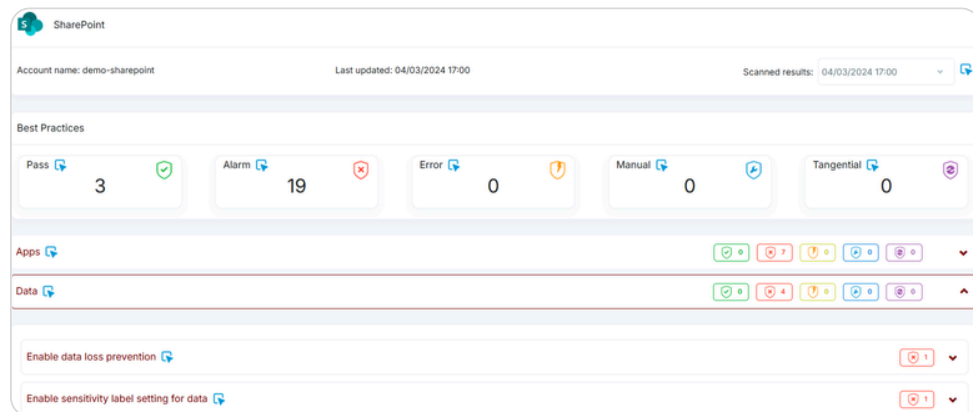 SharePoint
Account name: demo-sharepoint Last updated: 04/03/2024 17:00 Scanned results: 04/03/2024 17:00
Best Practices
Pass Alarm Error Manual Tangential
3 19 0 0 0
Apps 0 7 0 0 0
Data 0 4 0 0 0
Enable data loss prevention 1
Enable sensitivity label setting for data 1